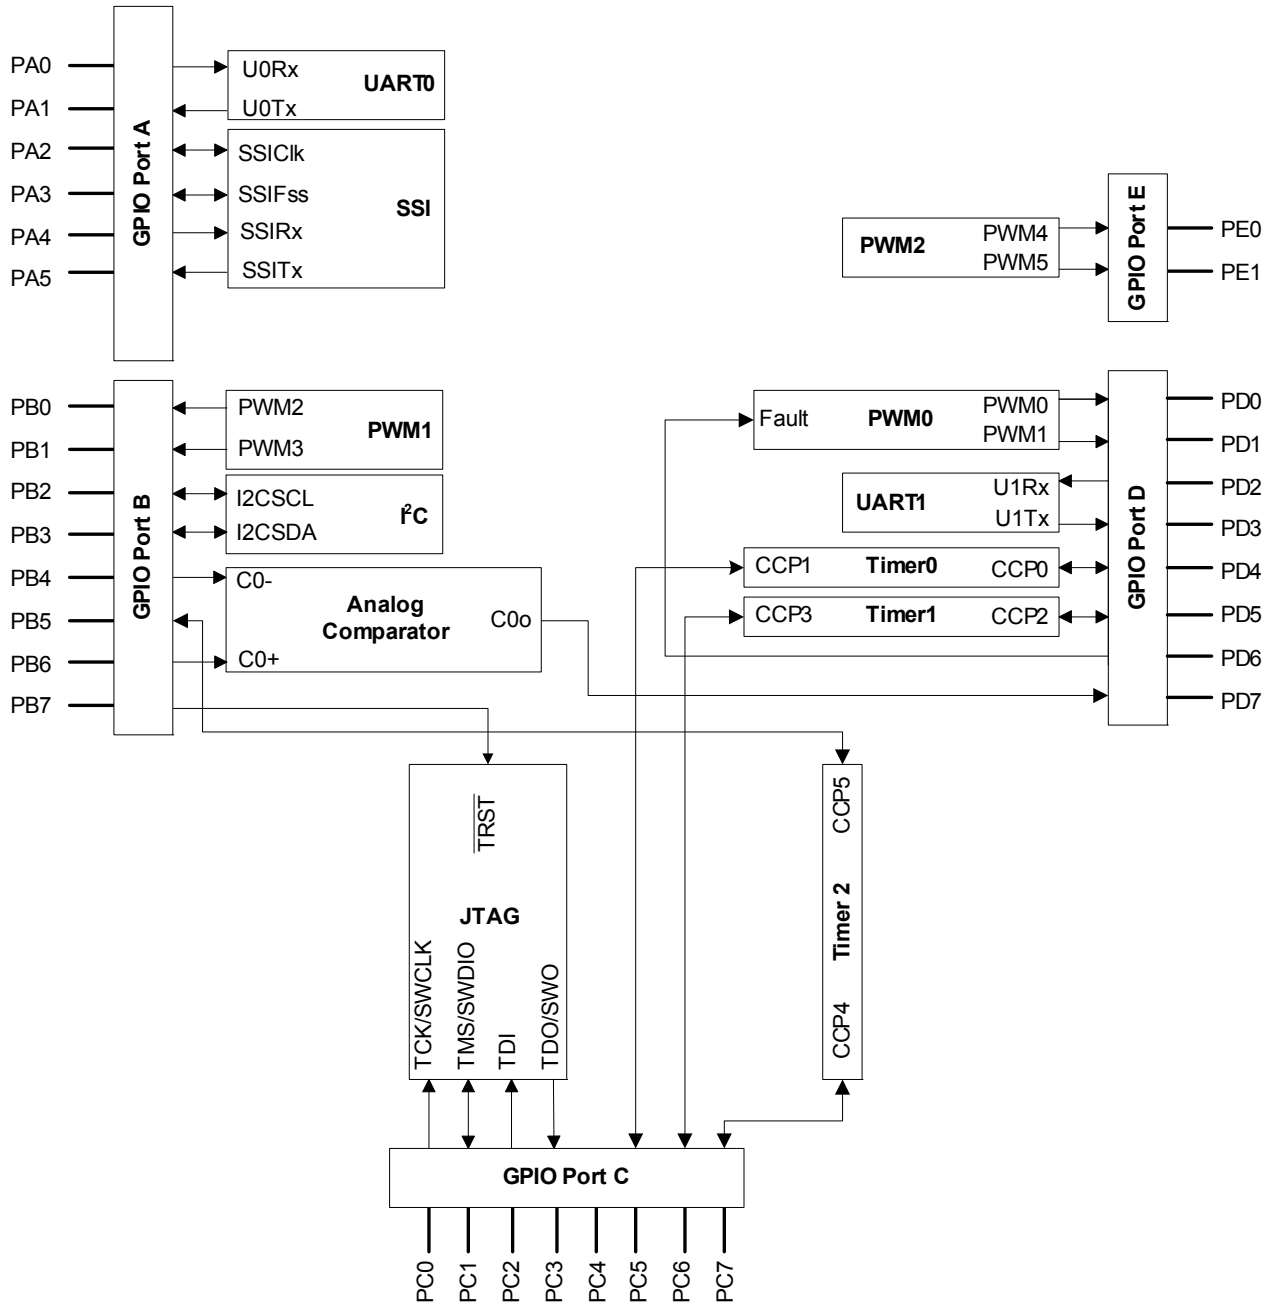 PA0
PA1
PA2
PA3
PA4
PA5
GPIO Port A
U0Rx
U0Tx
UART0
SSIClk
SSIFss
SSIRx
SSITx
SSI
PWM2
PWM4
PWM5
GPIO Port E
PE0
PE1
PB0
PB1
PB2
PB3
PB4
PB5
PB6
PB7
GPIO Port B
PWM2
PWM3
PWM1
I2CSCL
I2CSDA
I²C
C0-
C0+
Analog
Comparator
C0o
Fault
PWM0
PWM0
PWM1
UART1
U1Rx
U1Tx
CCP1
Timer0
CCP0
CCP3
Timer1
CCP2
GPIO Port D
PD0
PD1
PD2
PD3
PD4
PD5
PD6
PD7
TRST
JTAG
TCK/SWCLK
TMS/SWDIO
TDI
TDO/SWO
CCP5
Timer 2
CCP4
GPIO Port C
PC0
PC1
PC2
PC3
PC4
PC5
PC6
PC7